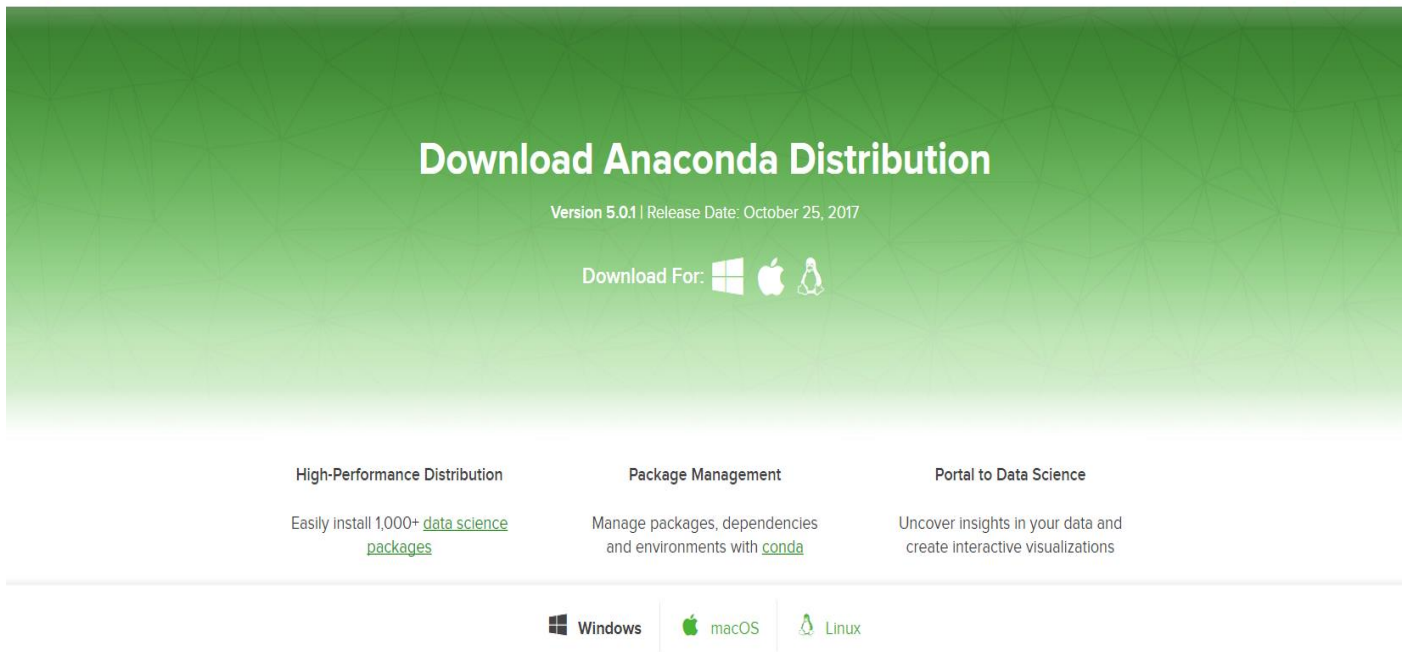 Download Anaconda Distribution
Version 5.0.1 | Release Date: October 25, 2017
Download For:
High-Performance Distribution
Easily install 1,000+ data science
packages
Package Management
Manage packages, dependencies
and environments with conda
Portal to Data Science
Uncover insights in your data and
create interactive visualizations
Windows
macOS
Linux